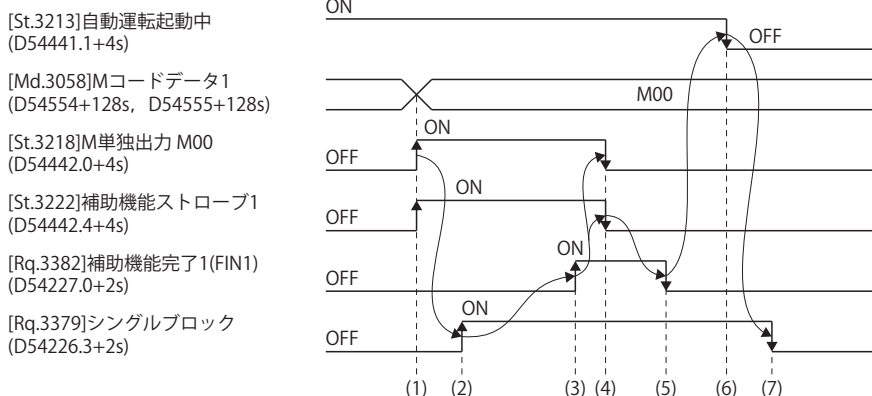 [St.3213]自動運転起動中
(D54441.1+4s)
ON
OFF
[Md.3058]Mコードデータ1
(D54554+128s, D54555+128s)
M00
[St.3218]M単独出力 M00
(D54442.0+4s)
OFF
ON
[St.3222]補助機能ストローブ1
(D54442.4+4s)
OFF
ON
[Rq.3382]補助機能完了1(FIN1)
(D54227.0+2s)
OFF
ON
[Rq.3379]シングルブロック
(D54226.3+2s)
OFF
ON
(1) (2) (3) (4) (5) (6) (7)